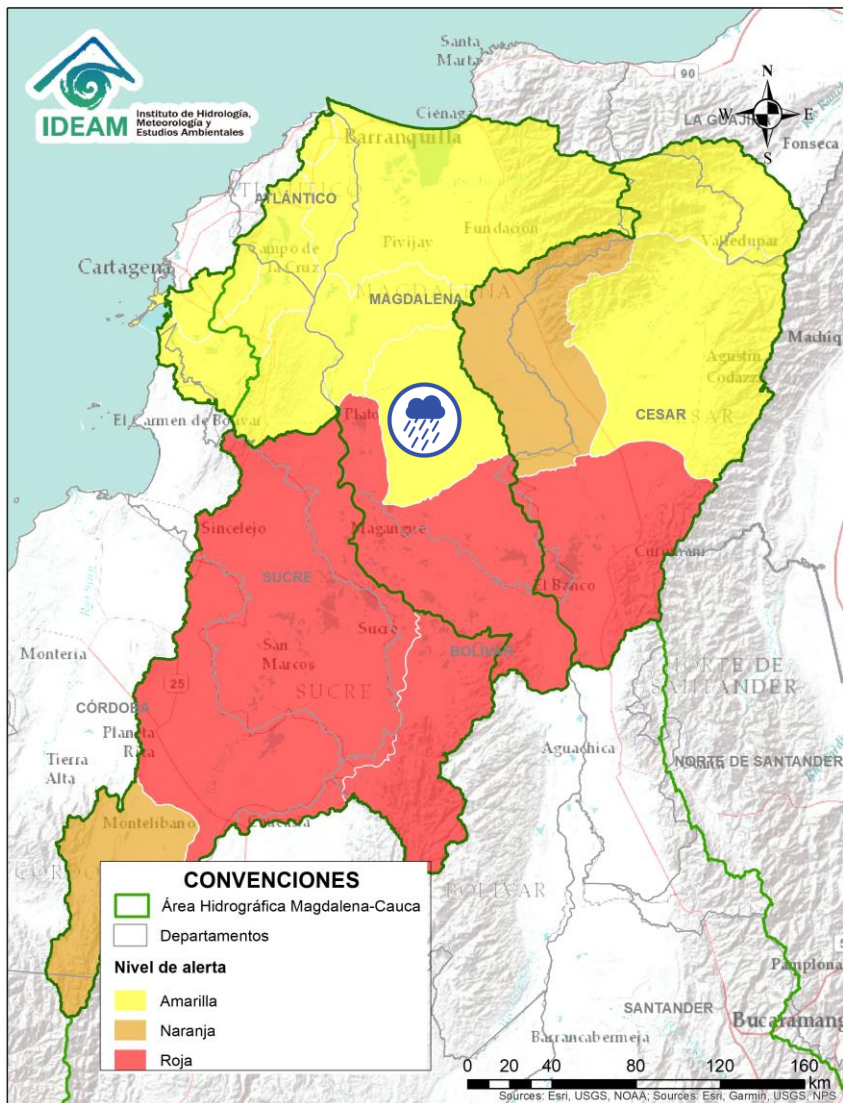 IDEAM
Instituto de Hidrología,
Meteorología y
Estudios Ambientales
N
W
E
S
Santa
Marta
90
Ciénaga
LA GUAJIRA
Fonseca
Barranquilla
ATLÁNTICO
Campo de
la Cruz
Pivijay
Fundación
Valledupar
Cartagena
MAGDALENA
Agustín
Codazzi
Machiq
CESAR
El Carmen de Bolívar
Plato
Sincelejo
Magangué
Curumaní
El Banco
SUCRE
Sucre
San
Marcos
BOLÍVAR
SUCRE
Montería
25
CÓRDOBA
Planeta
Rica
Tierra
Alta
NORTE DE
SANTANDER
Aguachica
NORTE DE SANTANDER
Montelíbano
Caucasia
BOLÍVAR
CONVENCIONES
Área Hidrográfica Magdalena-Cauca
Departamentos
Nivel de alerta
Amarilla
Naranja
Roja
Pamplona
SANTANDER
Bucaramang
Barrancabermeja
0 20 40 80 120 160
km
Sources: Esri, USGS, NOAA; Sources: Esri, Garmin, USGS, NPS